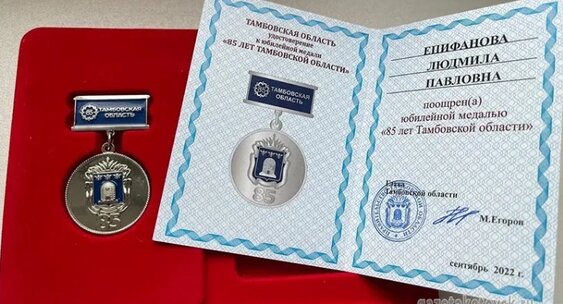 ТАМБОВСКАЯ
ОБЛАСТЬ
85
ТАМБОВСКАЯ ОБЛАСТЬ
удостоверение
к юбилейной медали
«85 ЛЕТ ТАМБОВСКОЙ ОБЛАСТИ»
ТАМБОВСКАЯ
ОБЛАСТЬ
85
ЕПИФАНОВА
ЛЮДМИЛА
ПАВЛОВНА
поощрен(а)
юбилейной медалью
«85 лет Тамбовской области»
Глава
Тамбовской области
М.Егоров
сентябрь 2022 г.